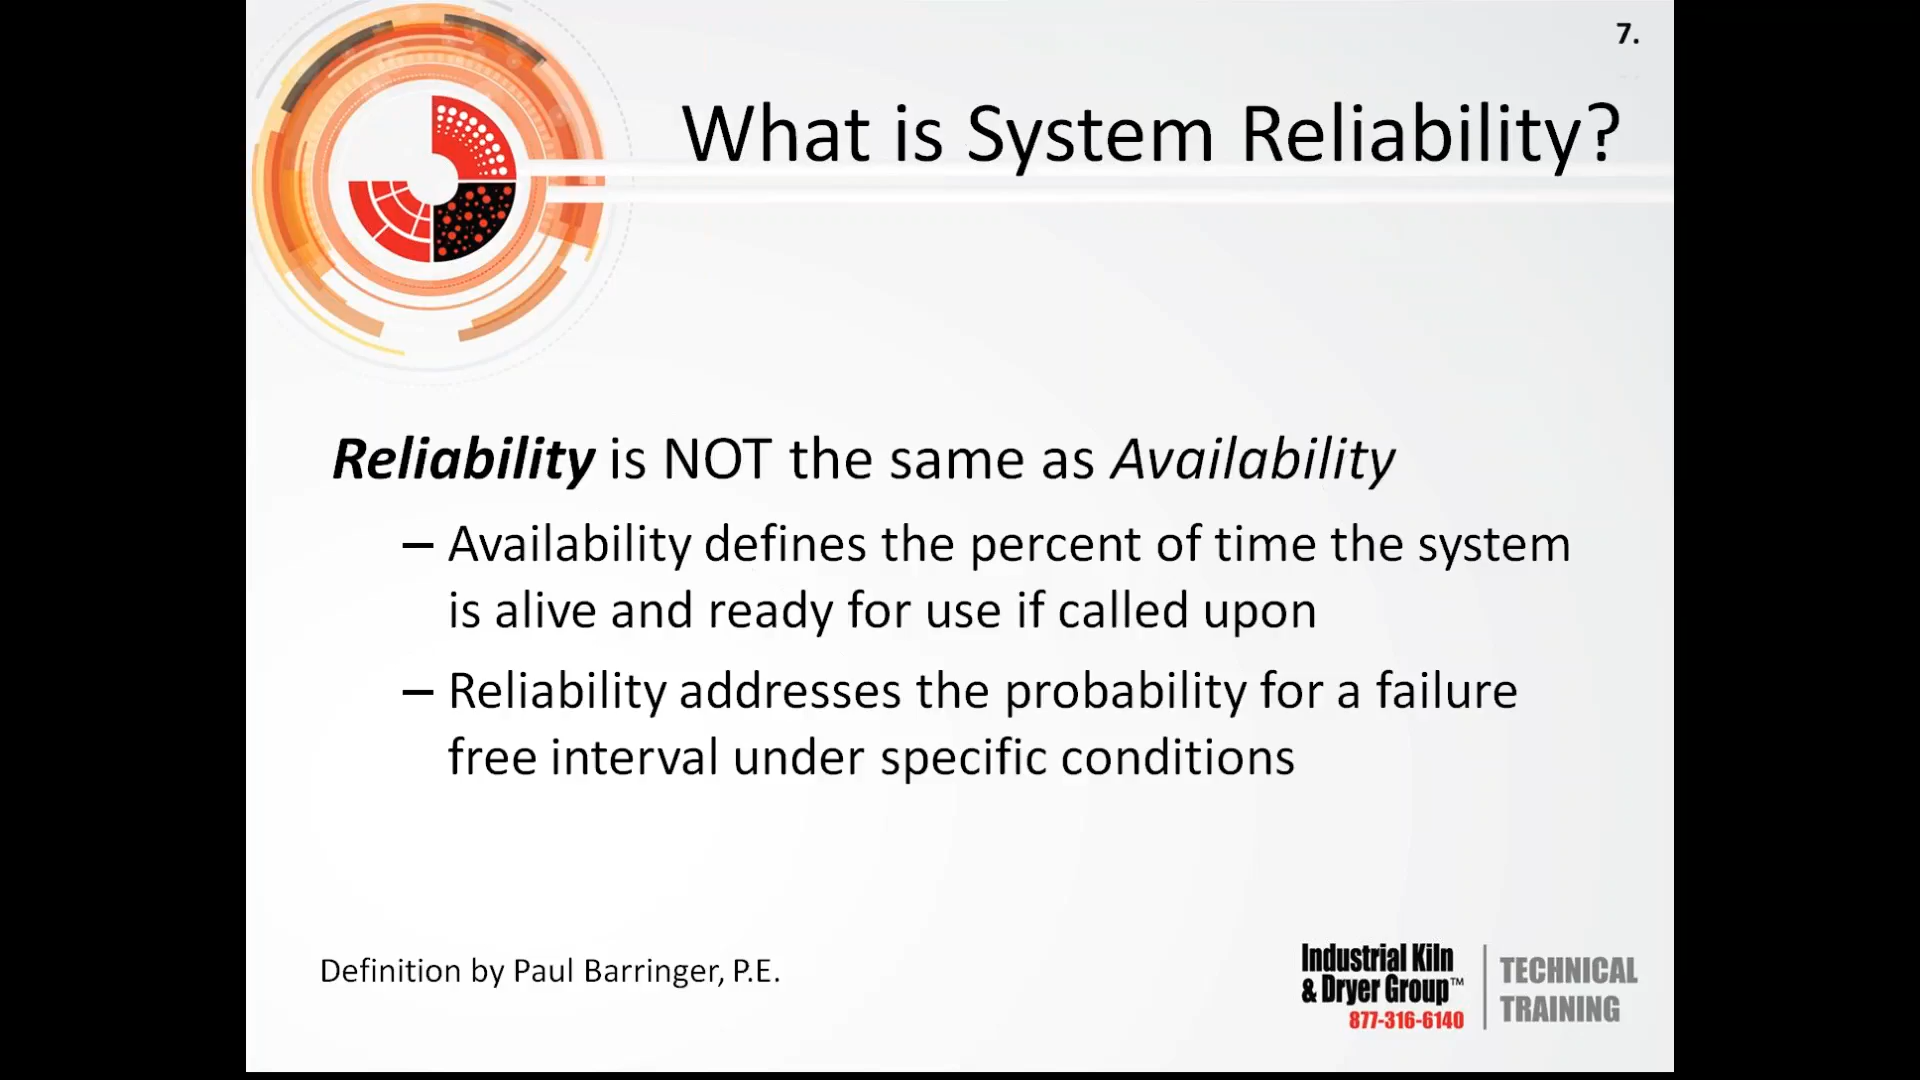 7.
What is System Reliability?
Reliability is NOT the same as Availability
– Availability defines the percent of time the system
is alive and ready for use if called upon
– Reliability addresses the probability for a failure
free interval under specific conditions
Definition by Paul Barringer, P.E.
Industrial Kiln
& Dryer Group™
877-316-6140
TECHNICAL
TRAINING